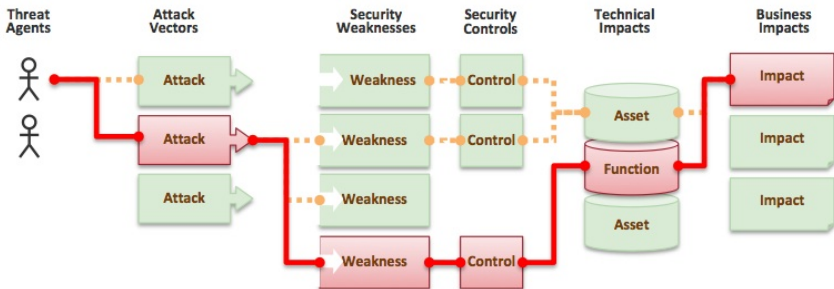 Threat
Agents
Attack
Vectors
Security
Weaknesses
Security
Controls
Technical
Impacts
Business
Impacts
Attack
Weakness
Control
Impact
Asset
Attack
Weakness
Control
Impact
Function
Attack
Weakness
Impact
Asset
Weakness
Control